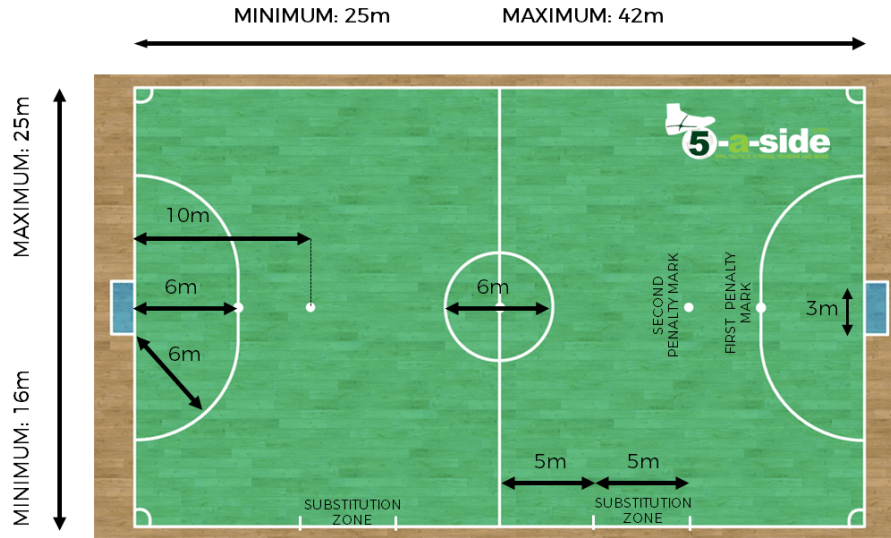 MINIMUM: 25m MAXIMUM: 42m
MAXIMUM: 25m
MINIMUM: 16m
5-a-side
10m
6m
6m
6m
SECOND
PENALTY MARK
FIRST PENALTY
MARK
3m
5m 5m
SUBSTITUTION
ZONE
SUBSTITUTION
ZONE